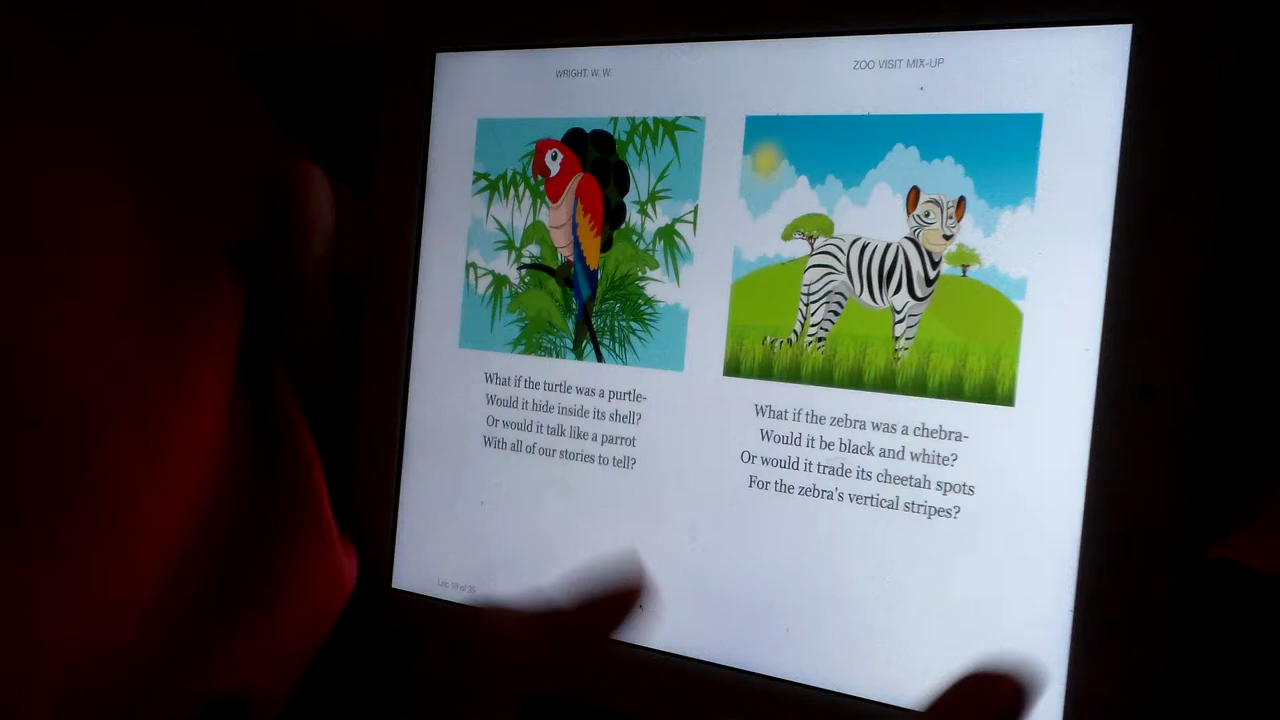 WRIGHT, W. W.
ZOO VISIT MIX-UP
What if the turtle was a purtle-
Would it hide inside its shell?
Or would it talk like a parrot
With all of our stories to tell?
What if the zebra was a chebra-
Would it be black and white?
Or would it trade its cheetah spots
For the zebra's vertical stripes?